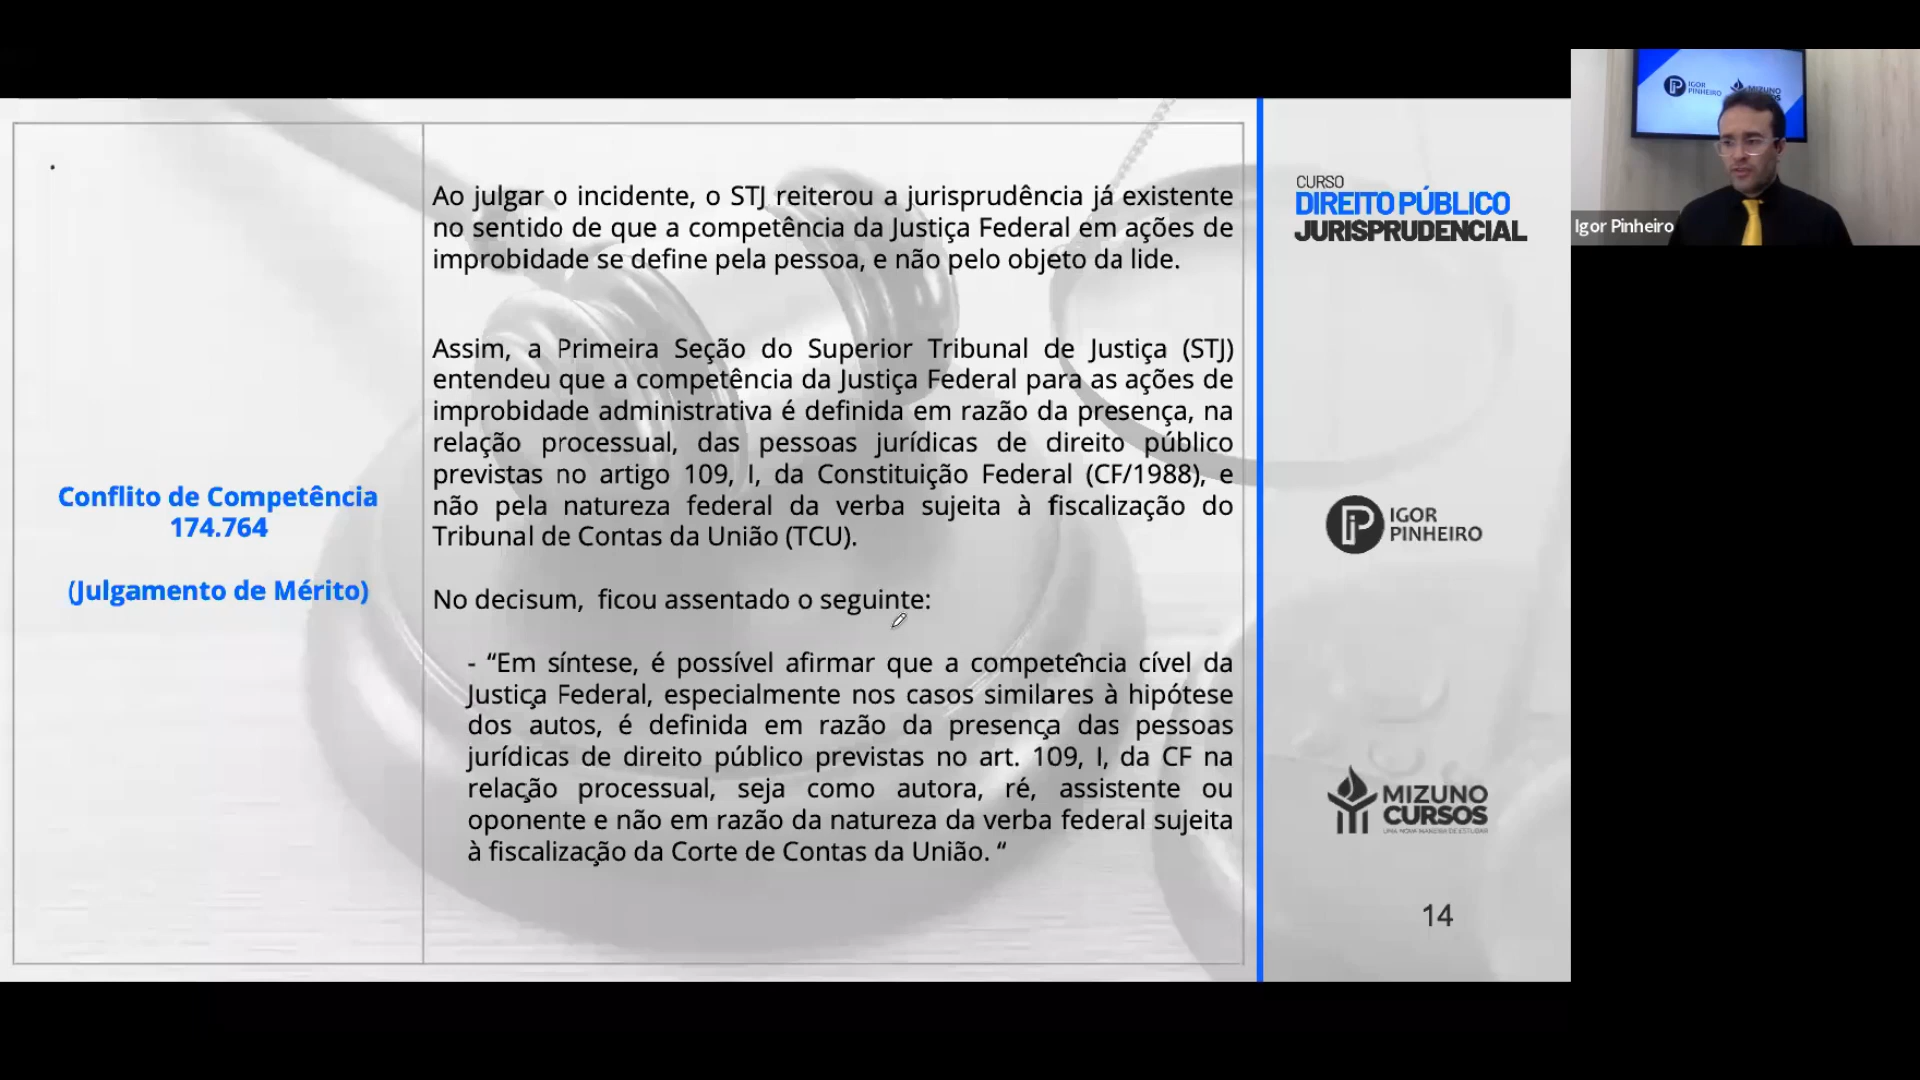 Conflito de Competência
174.764
(Julgamento de Mérito)
Ao julgar o incidente, o STJ reiterou a jurisprudência já existente
no sentido de que a competência da Justiça Federal em ações de
improbidade se define pela pessoa, e não pelo objeto da lide.
Assim, a Primeira Seção do Superior Tribunal de Justiça (STJ)
entendeu que a competência da Justiça Federal para as ações de
improbidade administrativa é definida em razão da presença, na
relação processual, das pessoas jurídicas de direito público
previstas no artigo 109, I, da Constituição Federal (CF/1988), e
não pela natureza federal da verba sujeita à fiscalização do
Tribunal de Contas da União (TCU).
No decisum, ficou assentado o seguinte:
- “Em síntese, é possível afirmar que a competência cível da
Justiça Federal, especialmente nos casos similares à hipótese
dos autos, é definida em razão da presença das pessoas
jurídicas de direito público previstas no art. 109, I, da CF na
relação processual, seja como autora, ré, assistente ou
oponente e não em razão da natureza da verba federal sujeita
à fiscalização da Corte de Contas da União. “
CURSO
DIREITO PÚBLICO
JURISPRUDENCIAL
IGOR
PINHEIRO
MIZUNO
CURSOS
UMA NOVA MANEIRA DE ESTUDAR
14
IGOR
PINHEIRO
MIZUNO
Igor Pinheiro